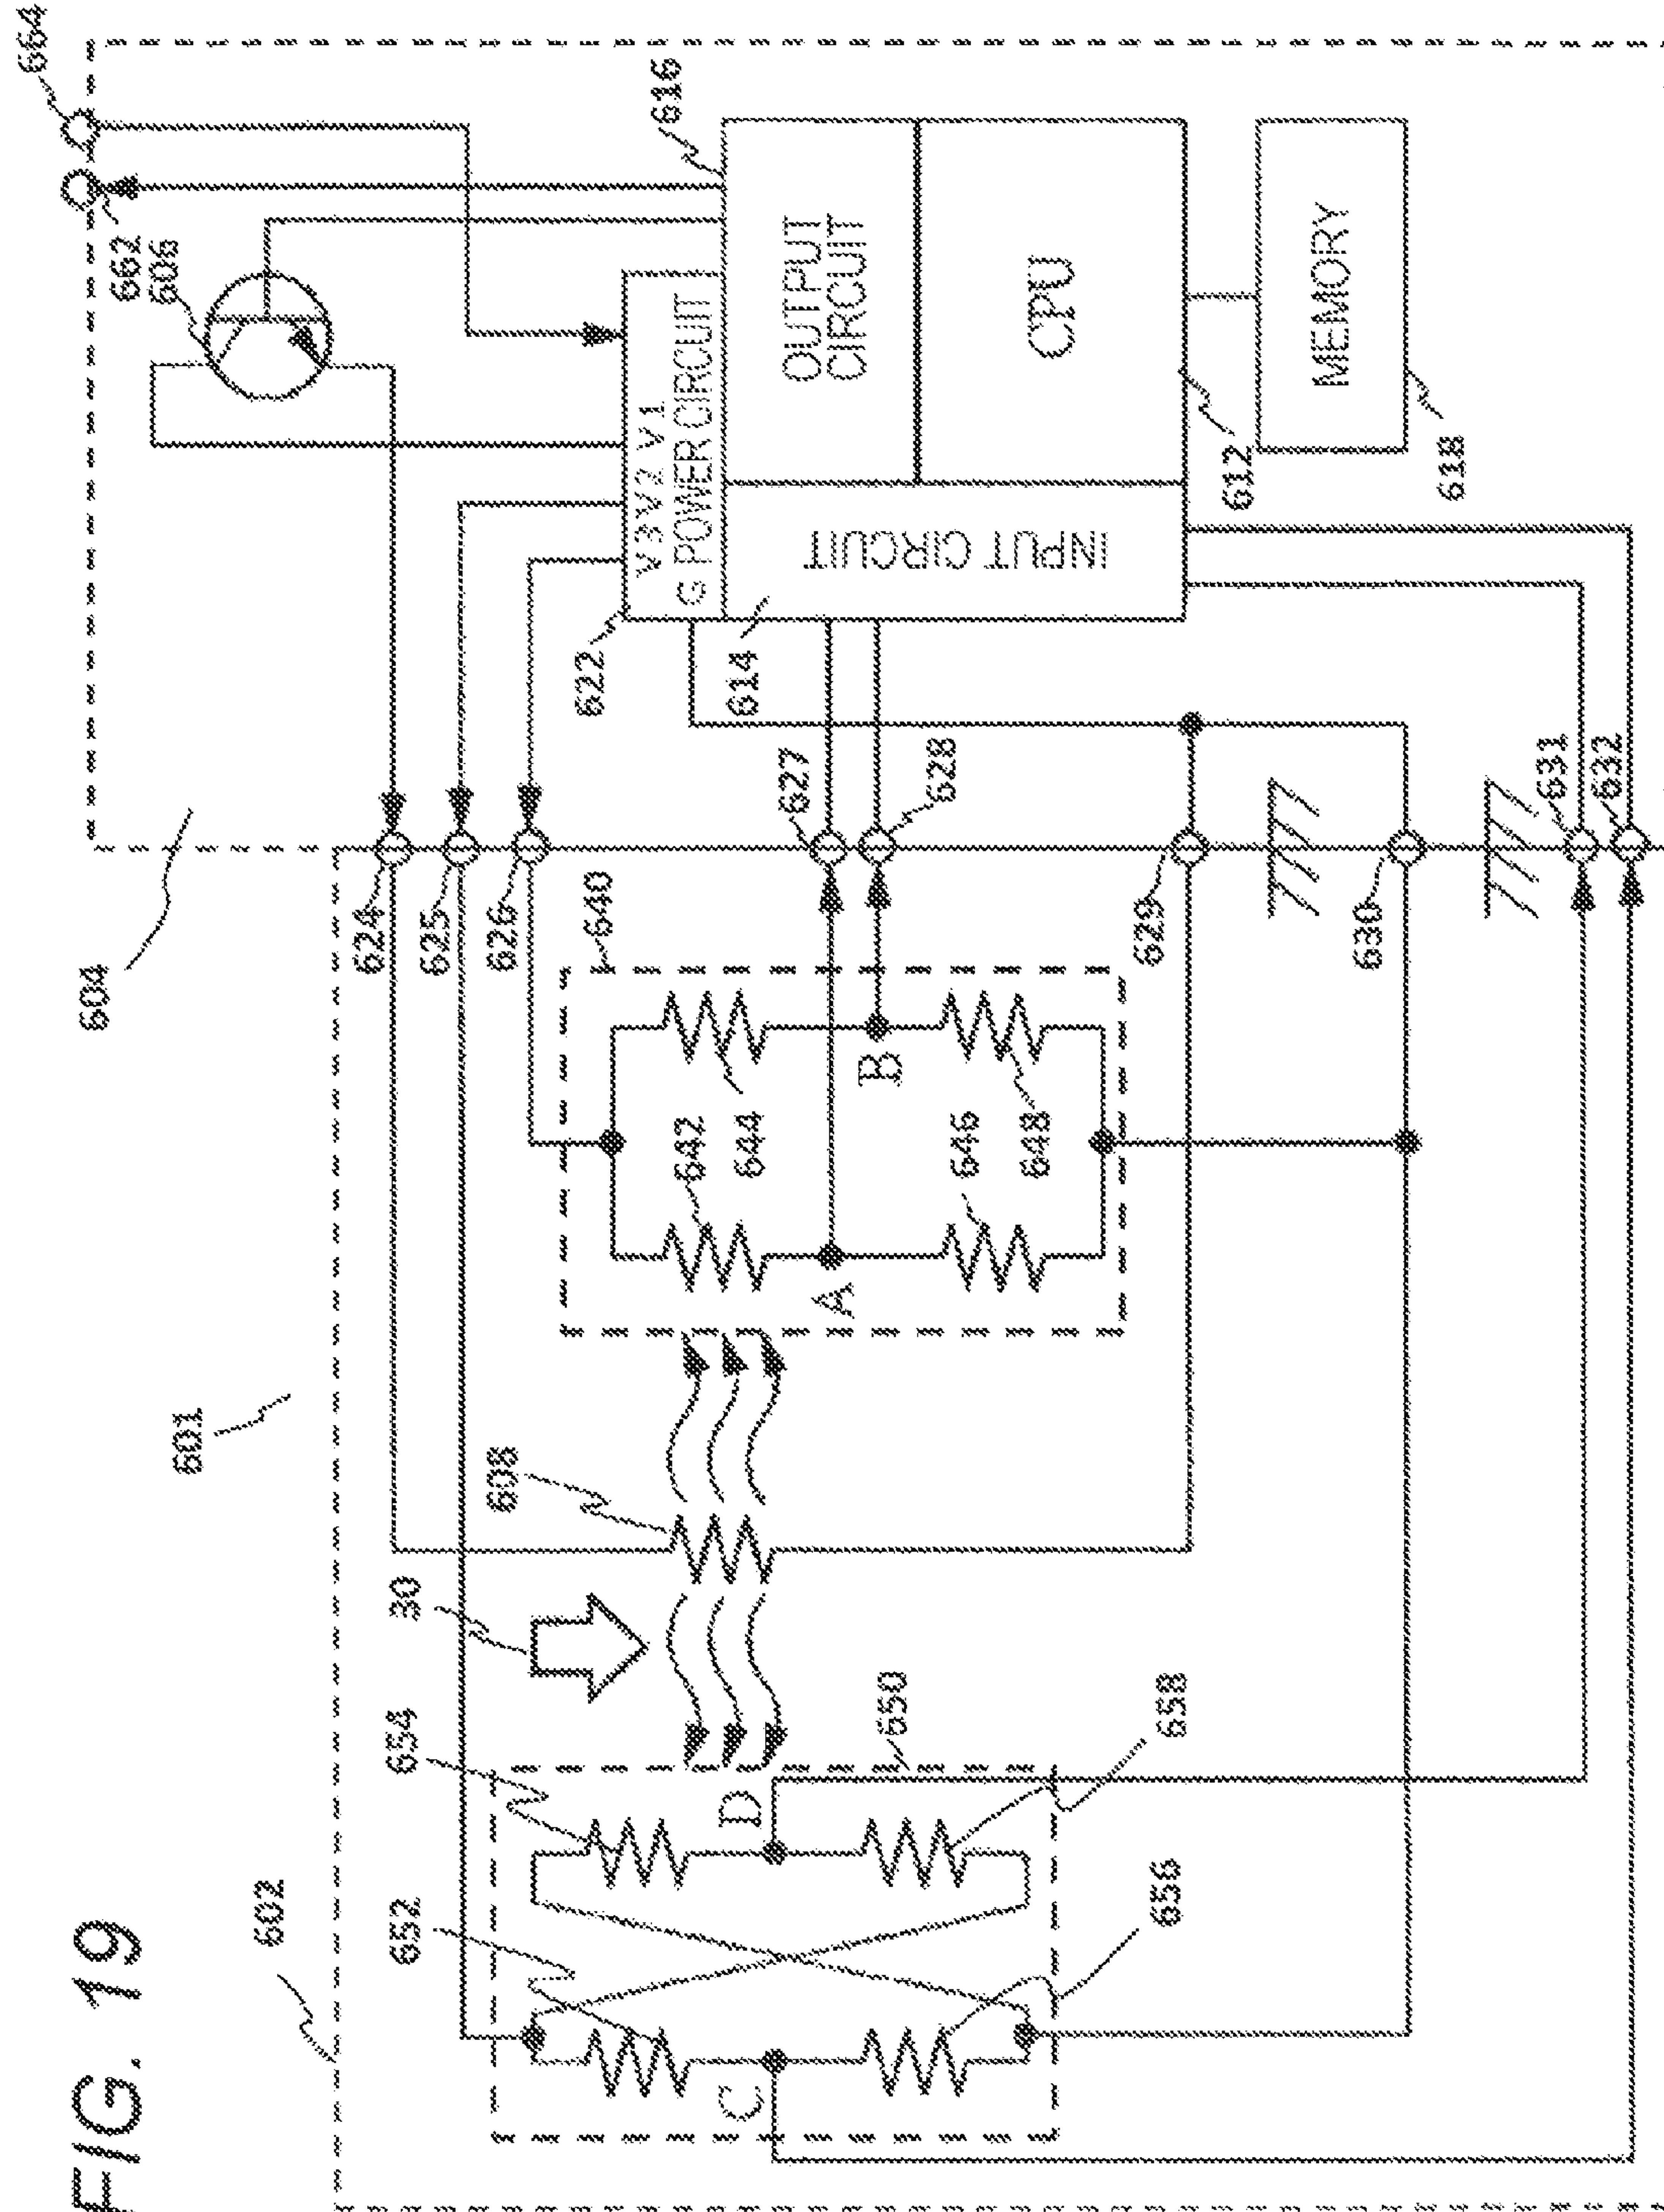 FIG. 19
602
601
604
664
662
606
616
652
654
30
608
640
624
625
626
622
V3 V2 V1
G POWER CIRCUIT
OUTPUT
CIRCUIT
CPU
MEMORY
INPUT CIRCUIT
614
612
618
627
628
629
630
631
632
642
644
646
648
A
B
C
D
650
658
656